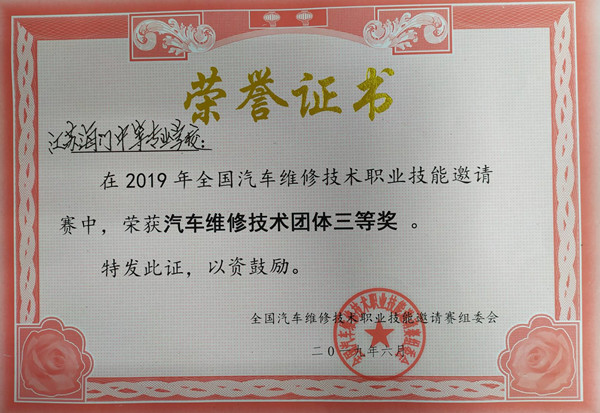 荣誉证书
江苏海门中等专业学校：
在2019年全国汽车维修技术职业技能邀请
赛中，荣获汽车维修技术团体三等奖 。
特发此证，以资鼓励。
全国汽车维修技术职业技能邀请赛组委会
二〇一九年六月